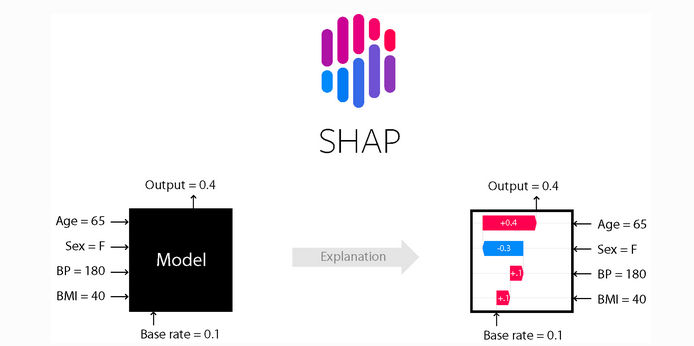 SHAP
Output = 0.4
Age = 65
Sex = F
BP = 180
BMI = 40
Model
Base rate = 0.1
Explanation
Output = 0.4
+0.4
-0.3
+.1
+.1
Age = 65
Sex = F
BP = 180
BMI = 40
Base rate = 0.1